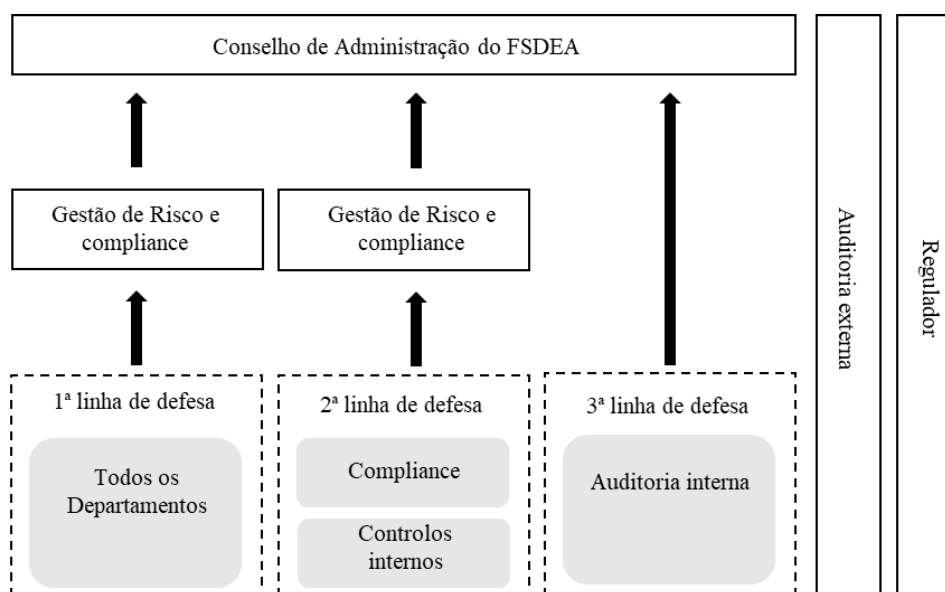 Conselho de Administração do FSDEA
Gestão de Risco e
compliance
Gestão de Risco e
compliance
1ª linha de defesa
Todos os
Departamentos
2ª linha de defesa
Compliance
Controlos
internos
3ª linha de defesa
Auditoria interna
Auditoria externa
Regulador